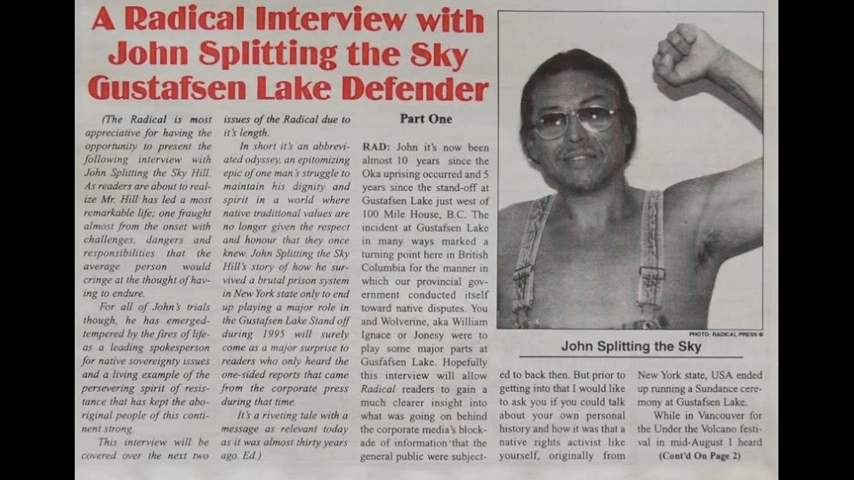 A Radical Interview with
John Splitting the Sky
Gustafsen Lake Defender
(The Radical is most
appreciative for having the
opportunity to present the
following interview with
John Splitting the Sky Hill.
As readers are about to real-
ize Mr. Hill has led a most
remarkable life; one fraught
almost from the onset with
challenges, dangers and
responsibilities that the
average person would
cringe at the thought of hav-
ing to endure.
For all of John's trials
though, he has emerged-
tempered by the fires of life-
as a leading spokesperson
for native sovereignty issues
and a living example of the
persevering spirit of resis-
tance that has kept the abo-
riginal people of this conti-
nent strong.
This interview will be
covered over the next two
issues of the Radical due to
it's length.
In short it's an abbrevi-
ated odyssey, an epitomizing
epic of one man's struggle to
maintain his dignity and
spirit in a world where
native traditional values are
no longer given the respect
and honour that they once
knew. John Splitting the Sky
Hill's story of how he sur-
vived a brutal prison system
in New York state only to end
up playing a major role in
the Gustafsen Lake Stand off
during 1995 will surely
come as a major surprise to
readers who only heard the
one-sided reports that came
from the corporate press
during that time.
It's a riveting tale with a
message as relevant today
as it was almost thirty years
ago. Ed.)
Part One
RAD: John it's now been
almost 10 years since the
Oka uprising occurred and 5
years since the stand-off at
Gustafsen Lake just west of
100 Mile House, B.C. The
incident at Gustafsen Lake
in many ways marked a
turning point here in British
Columbia for the manner in
which our provincial gov-
ernment conducted itself
toward native disputes. You
and Wolverine, aka William
Ignace or Jonesy were to
play some major parts at
Gusfafsen Lake. Hopefully
this interview will allow
Radical readers to gain a
much clearer insight into
what was going on behind
the corporate media's block-
ade of information that the
general public were subject-
PHOTO: RADICAL PRESS ©
John Splitting the Sky
ed to back then. But prior to
getting into that I would like
to ask you if you could talk
about your own personal
history and how it was that a
native rights activist like
yourself, originally from
New York state, USA ended
up running a Sundance cere-
mony at Gustafsen Lake.
While in Vancouver for
the Under the Volcano festi-
val in mid-August I heard
(Cont'd On Page 2)